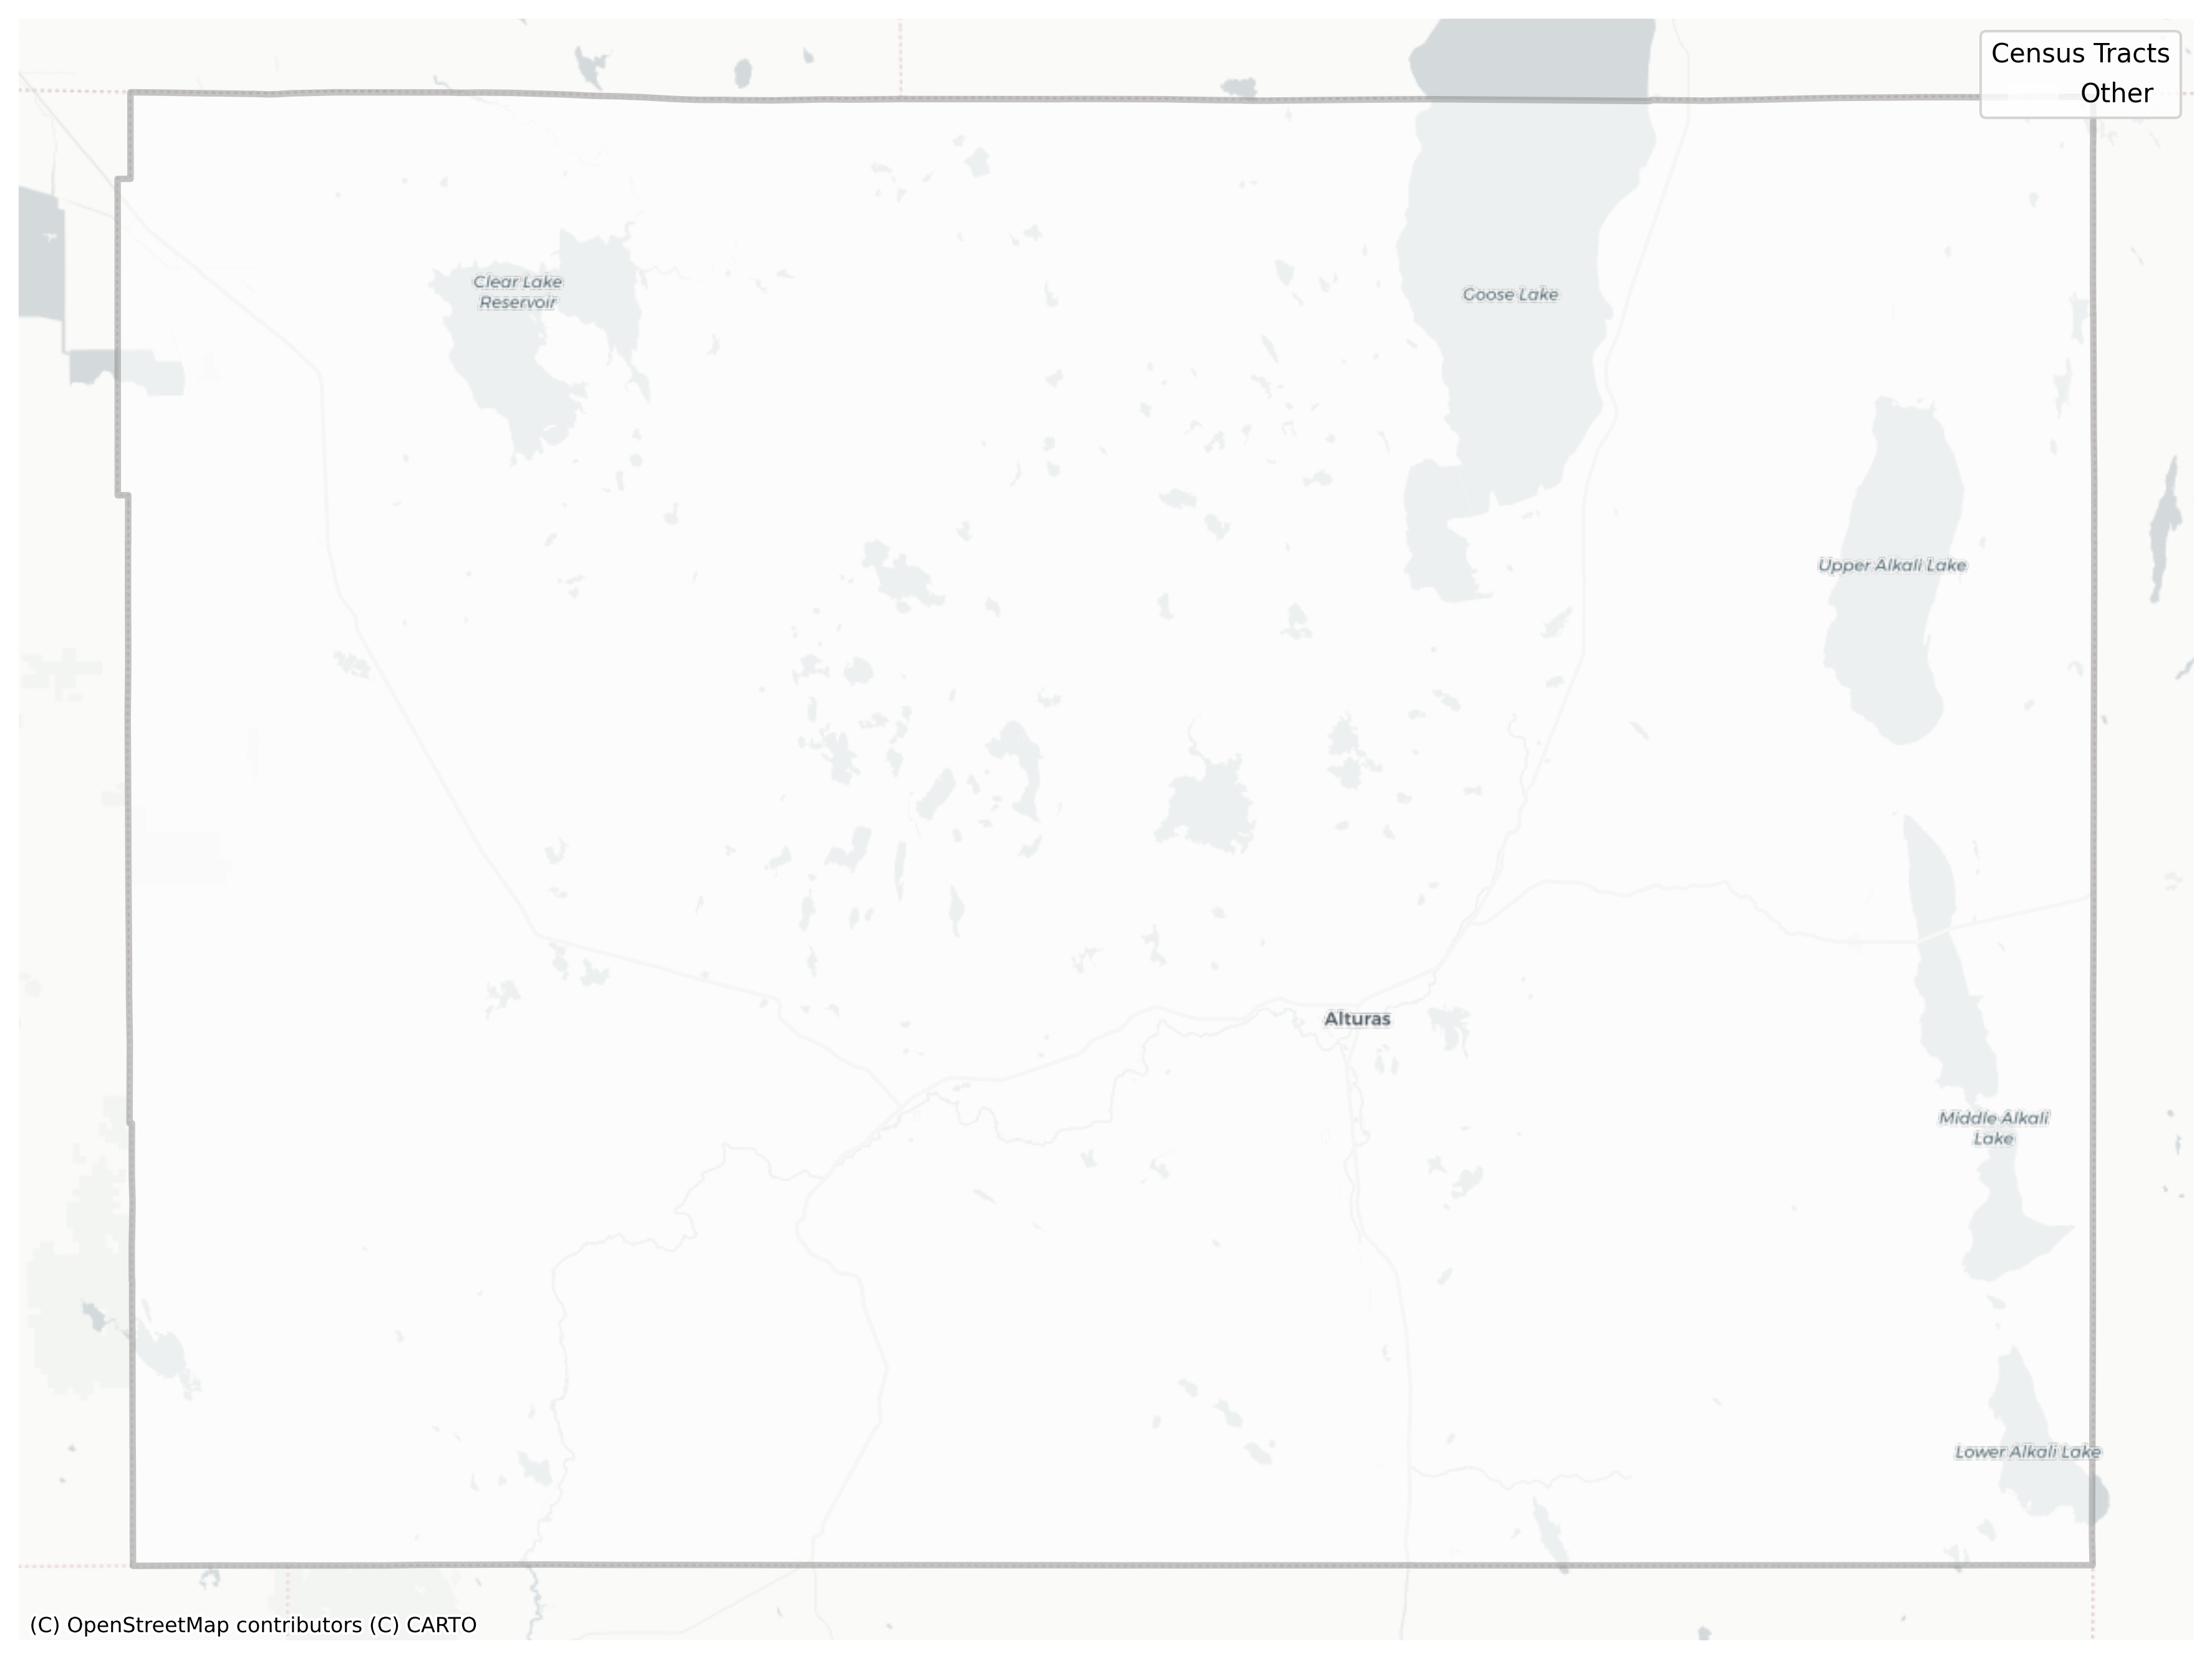 Census Tracts
Other
Clear Lake
Reservoir
Goose Lake
Upper Alkali Lake
Alturas
Middle Alkali
Lake
Lower Alkali Lake
(C) OpenStreetMap contributors (C) CARTO